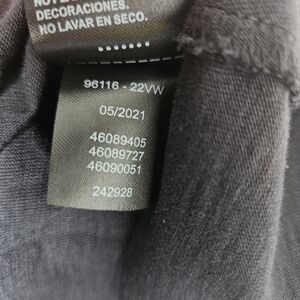 DECORACIONES.
NO LAVAR EN SECO.
96116 - 22VW
05/2021
46089405
46089727
46090051
242928